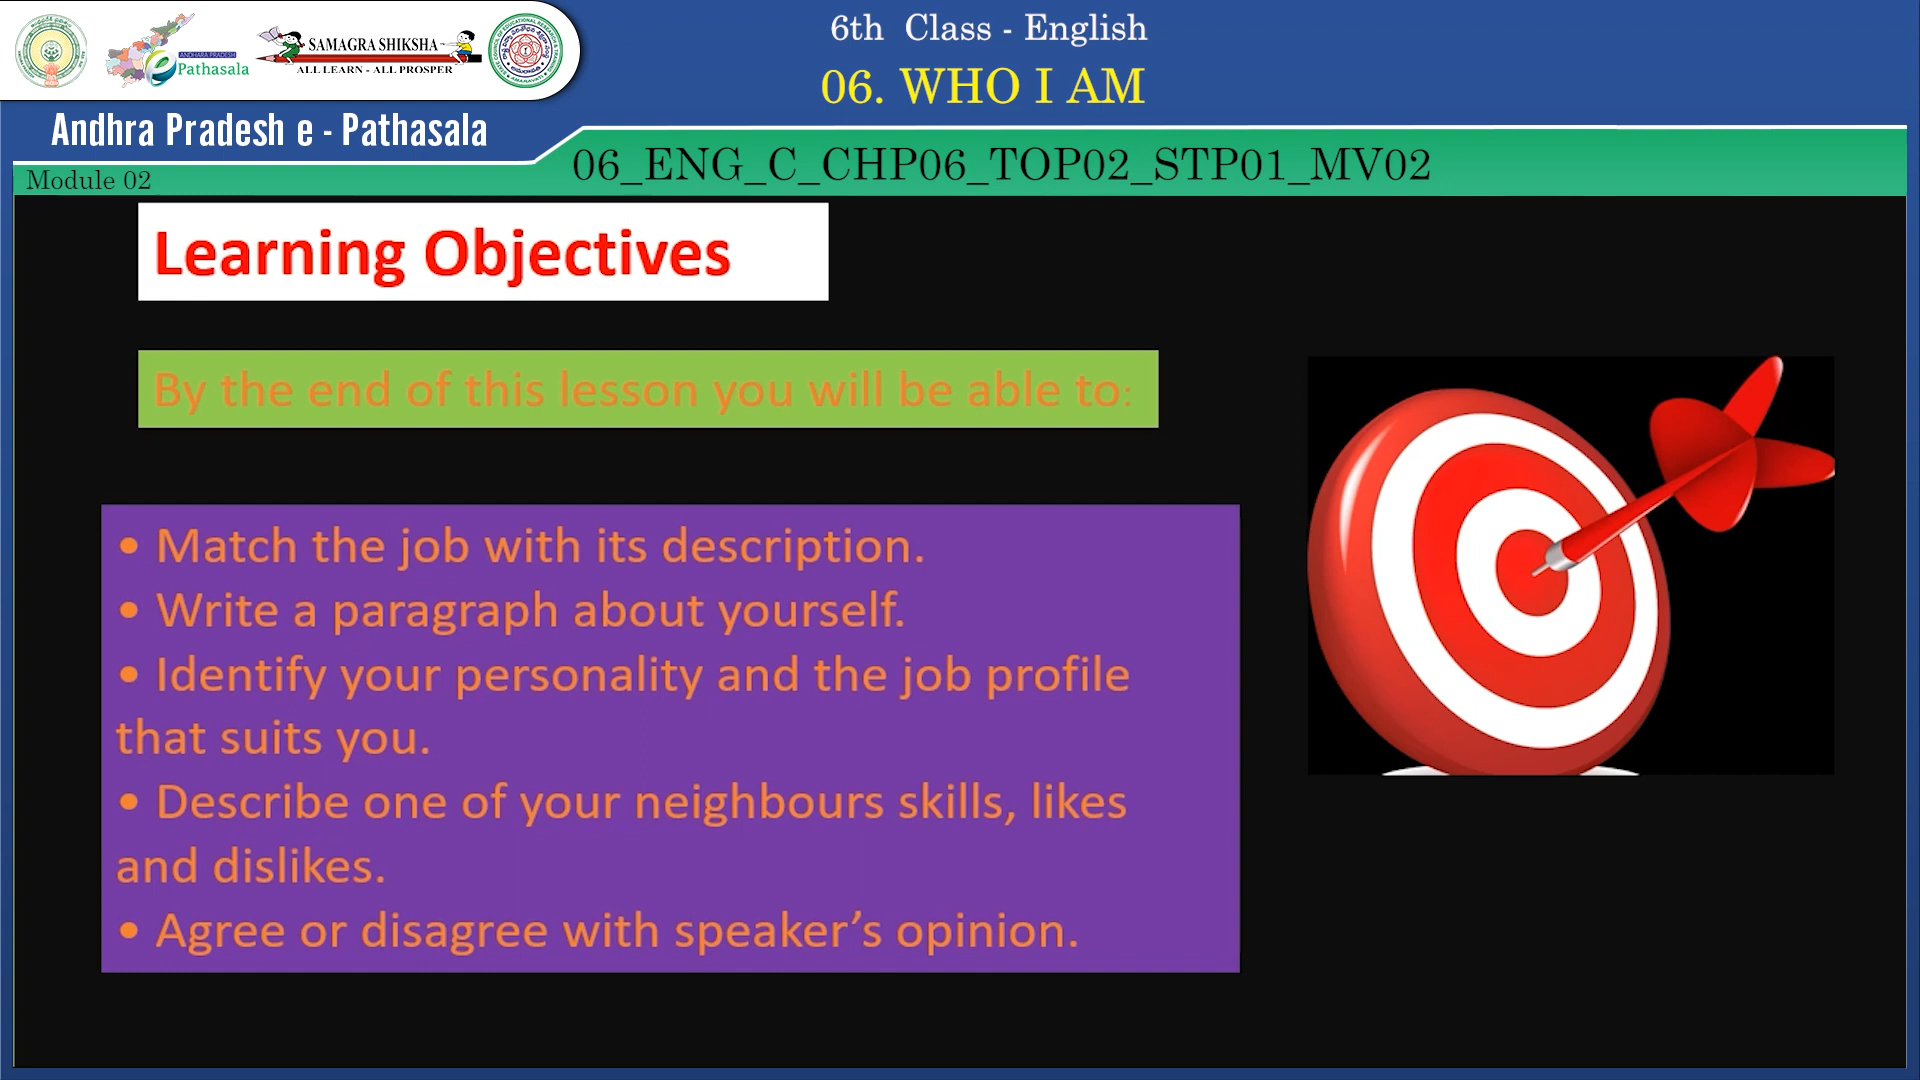 6th Class - English
06. WHO I AM
ANDHRA PRADESH
e Pathasala
SAMAGRA SHIKSHA
ALL LEARN - ALL PROSPER
Andhra Pradesh e - Pathasala
06_ENG_C_CHP06_TOP02_STP01_MV02
Module 02
Learning Objectives
By the end of this lesson you will be able to:
• Match the job with its description.
• Write a paragraph about yourself.
• Identify your personality and the job profile
that suits you.
• Describe one of your neighbours skills, likes
and dislikes.
• Agree or disagree with speaker’s opinion.